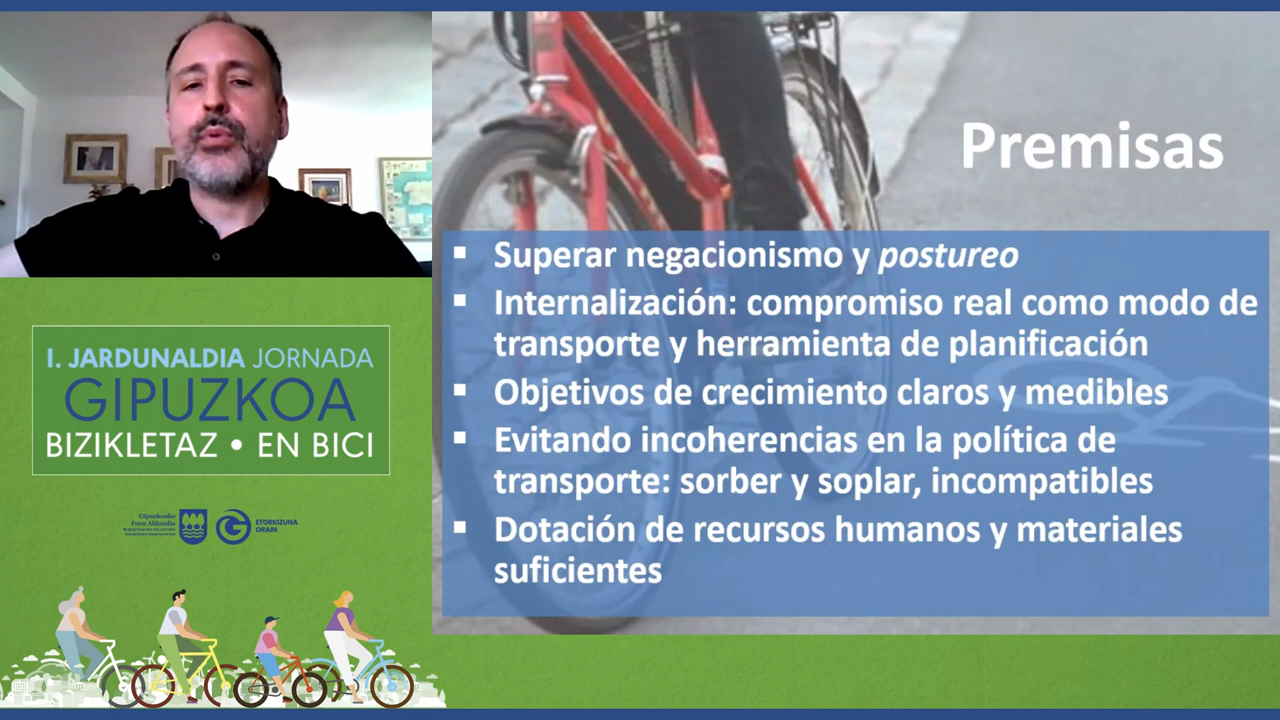 Premisas
▪ Superar negacionismo y postureo
▪ Internalización: compromiso real como modo de
transporte y herramienta de planificación
▪ Objetivos de crecimiento claros y medibles
▪ Evitando incoherencias en la política de
transporte: sorber y soplar, incompatibles
▪ Dotación de recursos humanos y materiales
suficientes
I. JARDUNALDIA JORNADA
GIPUZKOA
BIZIKLETAZ • EN BICI
Gipuzkoako
Foru Aldundia
ETORKIZUNA
ORAIN